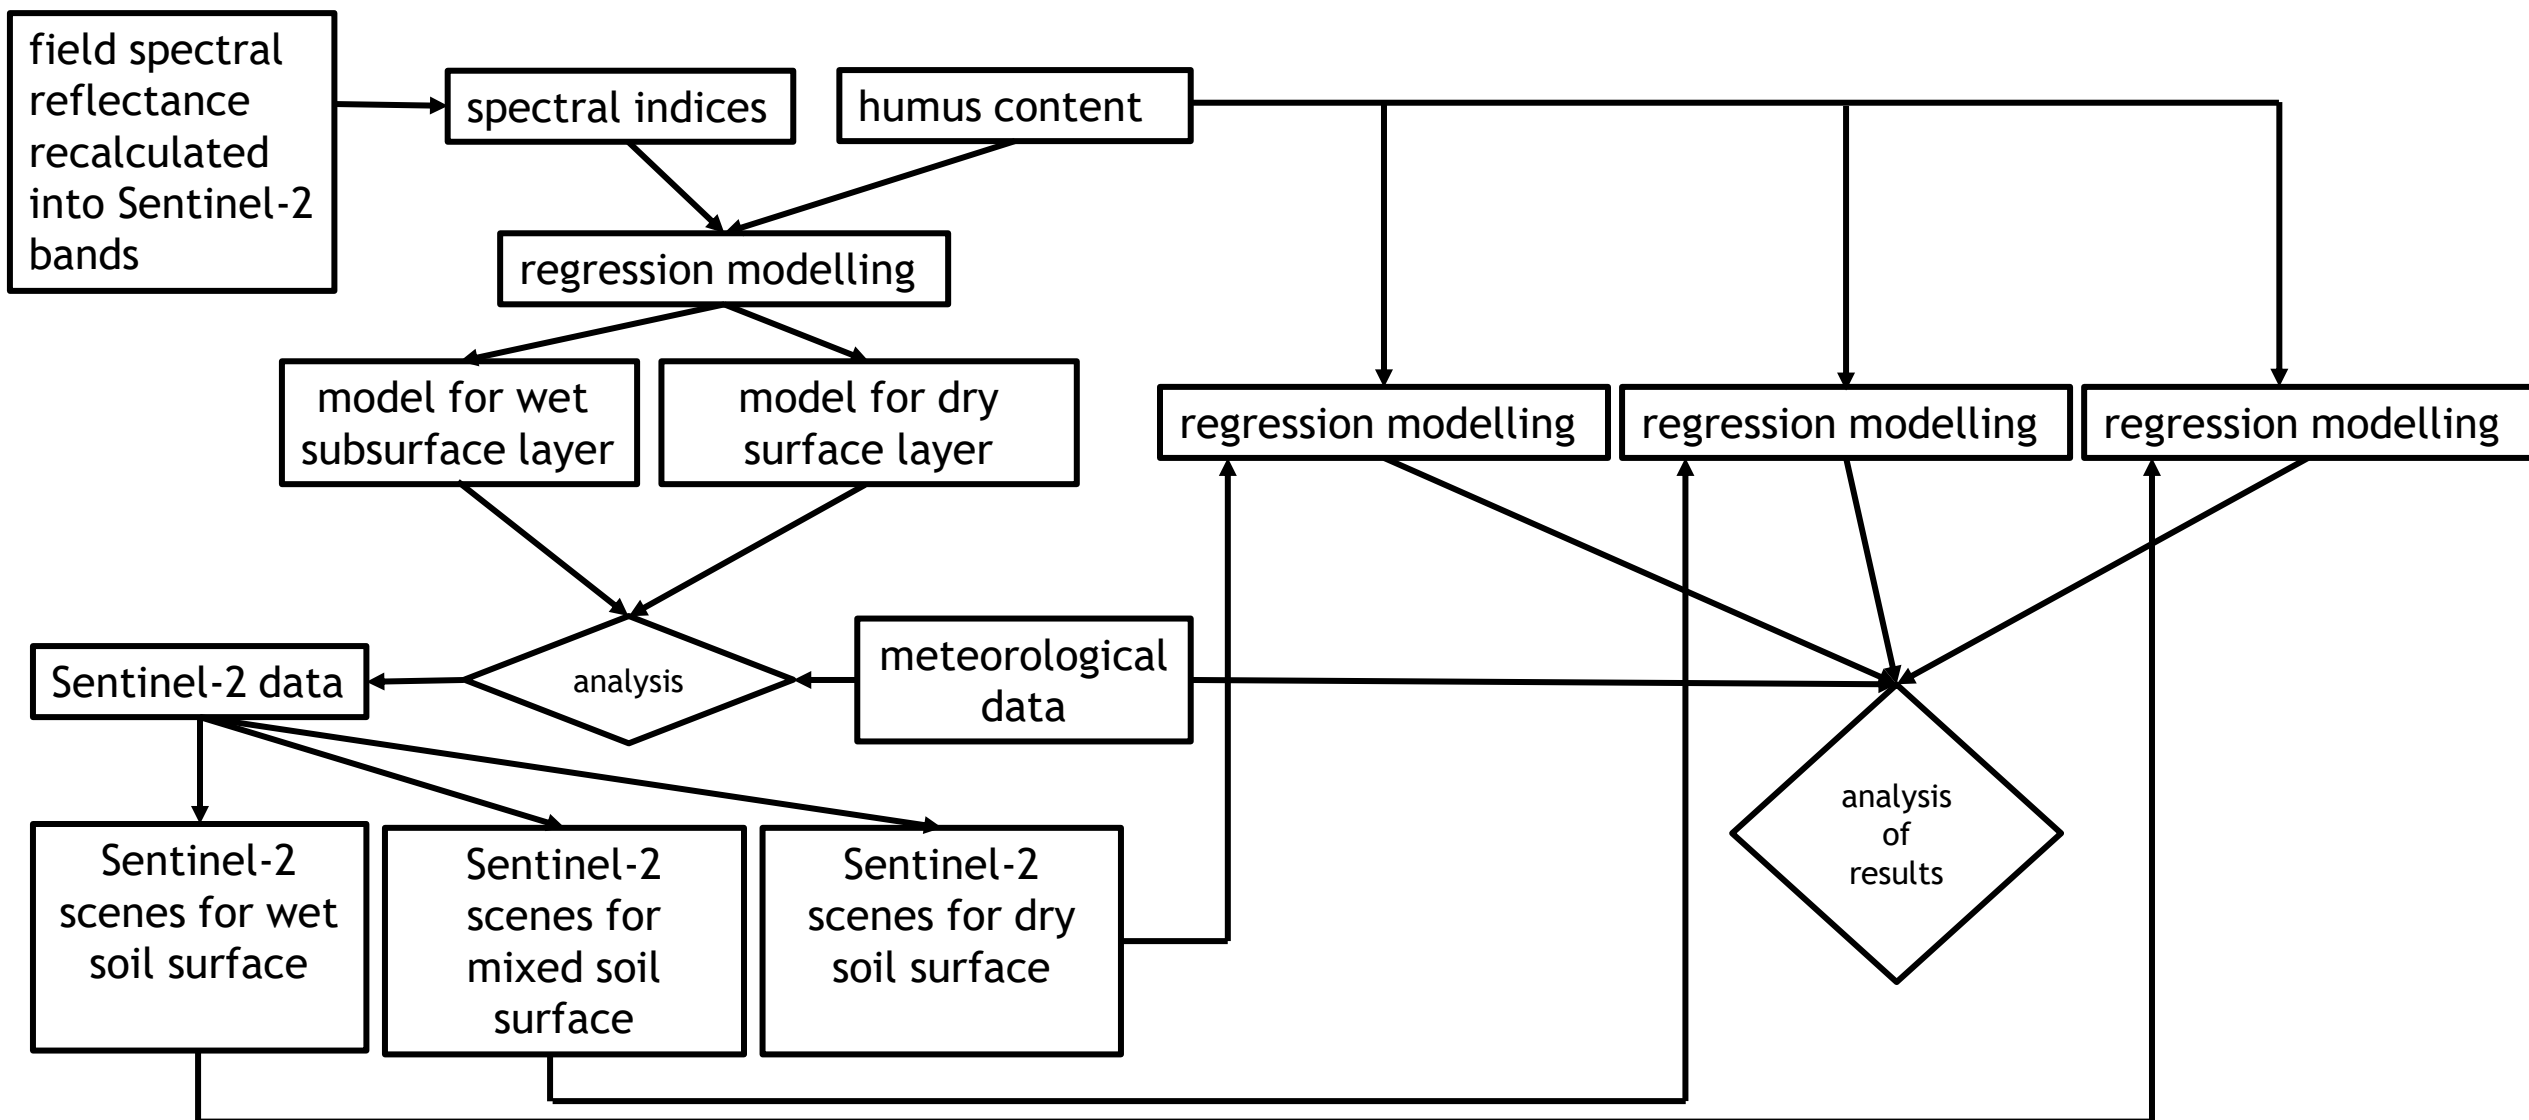 field spectral
reflectance
recalculated
into Sentinel-2
bands
spectral indices
humus content
regression modelling
model for wet
subsurface layer
model for dry
surface layer
regression modelling
regression modelling
regression modelling
Sentinel-2 data
analysis
meteorological
data
Sentinel-2
scenes for wet
soil surface
Sentinel-2
scenes for
mixed soil
surface
Sentinel-2
scenes for dry
soil surface
analysis
of
results